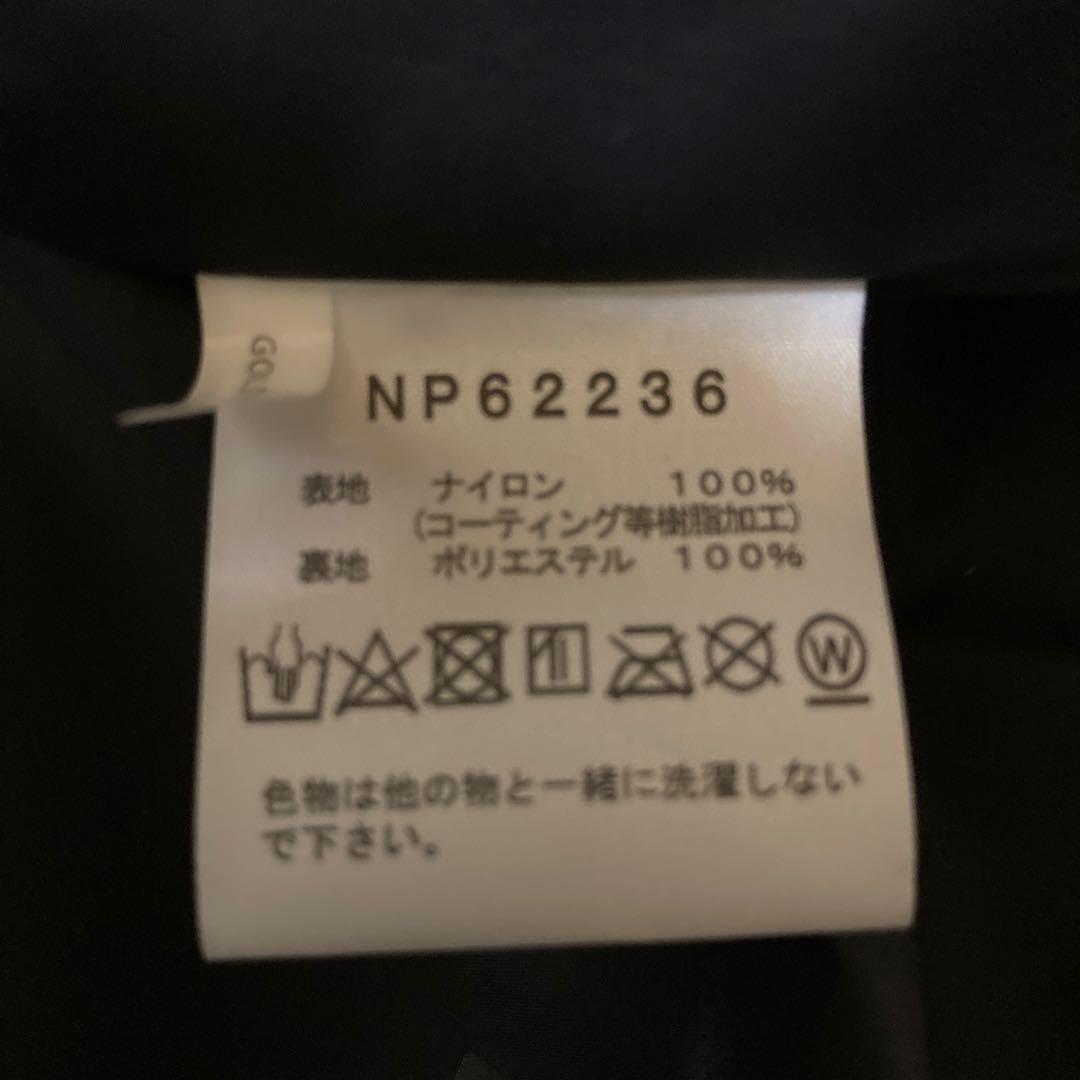 GOL
NP62236
表地 ナイロン 100%
(コーティング等樹脂加工)
裏地 ポリエステル 100%
W
色物は他の物と一緒に洗濯しない
で下さい。